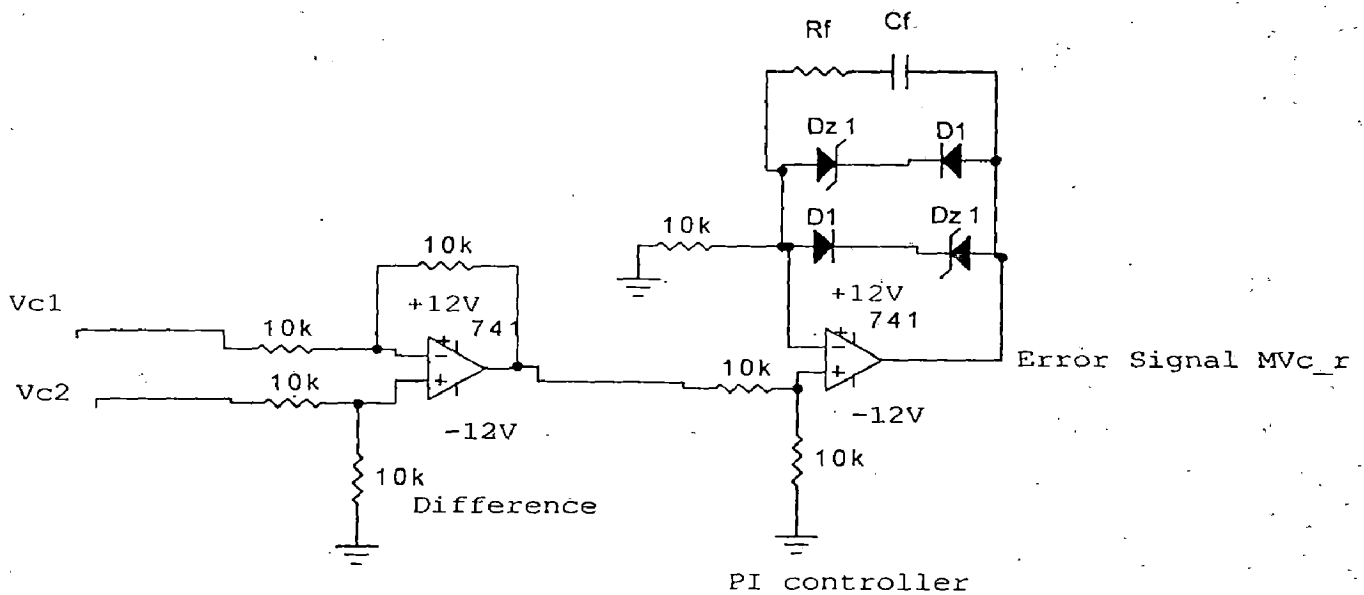 Rf Cf
Dz 1 D1
10k D1 Dz 1
10k
+12V
+12V
Vc1
10k 741
741
Error Signal MVc_r
Vc2
10k
10k
-12V
-12V
10k
10k
Difference
PI controller